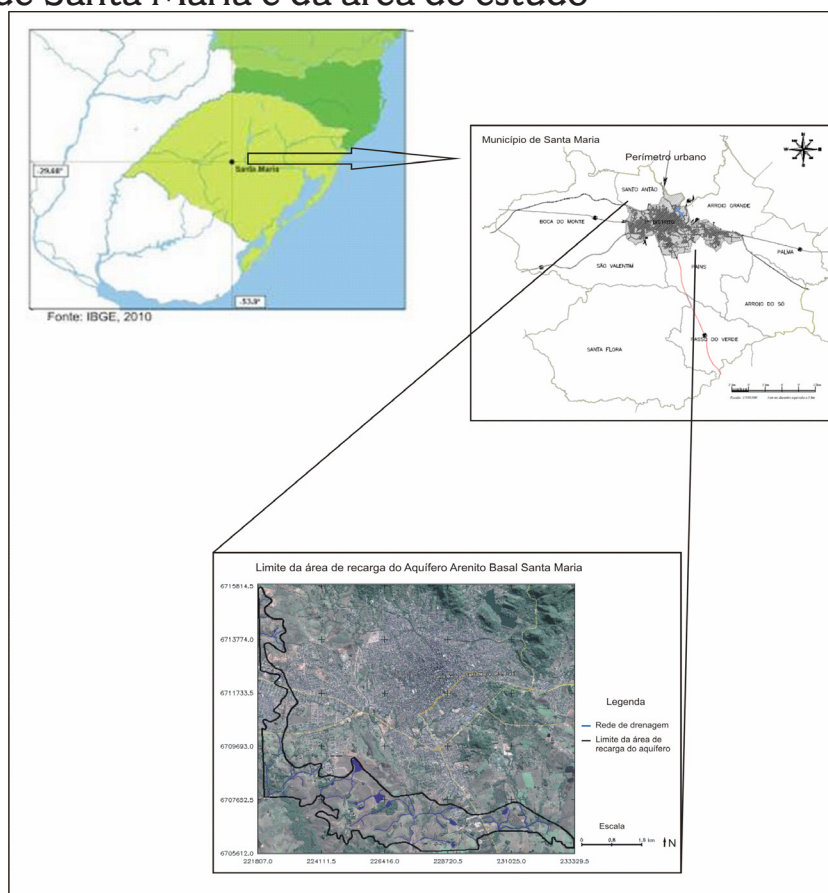 de Santa Maria e da área de estudo
-29.68°
Santa Maria
-53.8°
Fonte: IBGE, 2010
Município de Santa Maria
Perímetro urbano
SANTO ANTÃO
ARROIO GRANDE
BOCA DO MONTE
DISTRITO
PALMA
SÃO VALENTIM
PAINS
ARROIO DO SÓ
PASSO DO VERDE
SANTA FLORA
Limite da área de recarga do Aquífero Arenito Basal Santa Maria
6715814.5
6713774.0
6711733.5
6709693.0
6707652.5
6705612.0
221807.0 224111.5 226416.0 228720.5 231025.0 233329.5
Legenda
Rede de drenagem
Limite da área de
recarga do aquífero
Escala
0 0,8 1,6 km
N